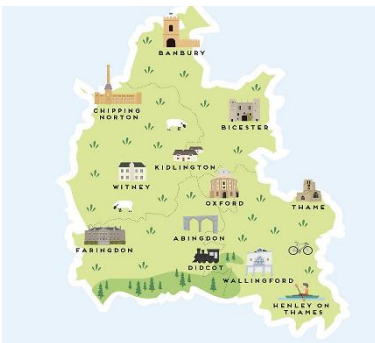 BANBURY
CHIPPING
NORTON
BICESTER
KIDLINGTON
WITNEY
OXFORD
THAME
ABINGDON
FARINGDON
DIDCOT
WALLINGFORD
HENLEY ON
THAMES